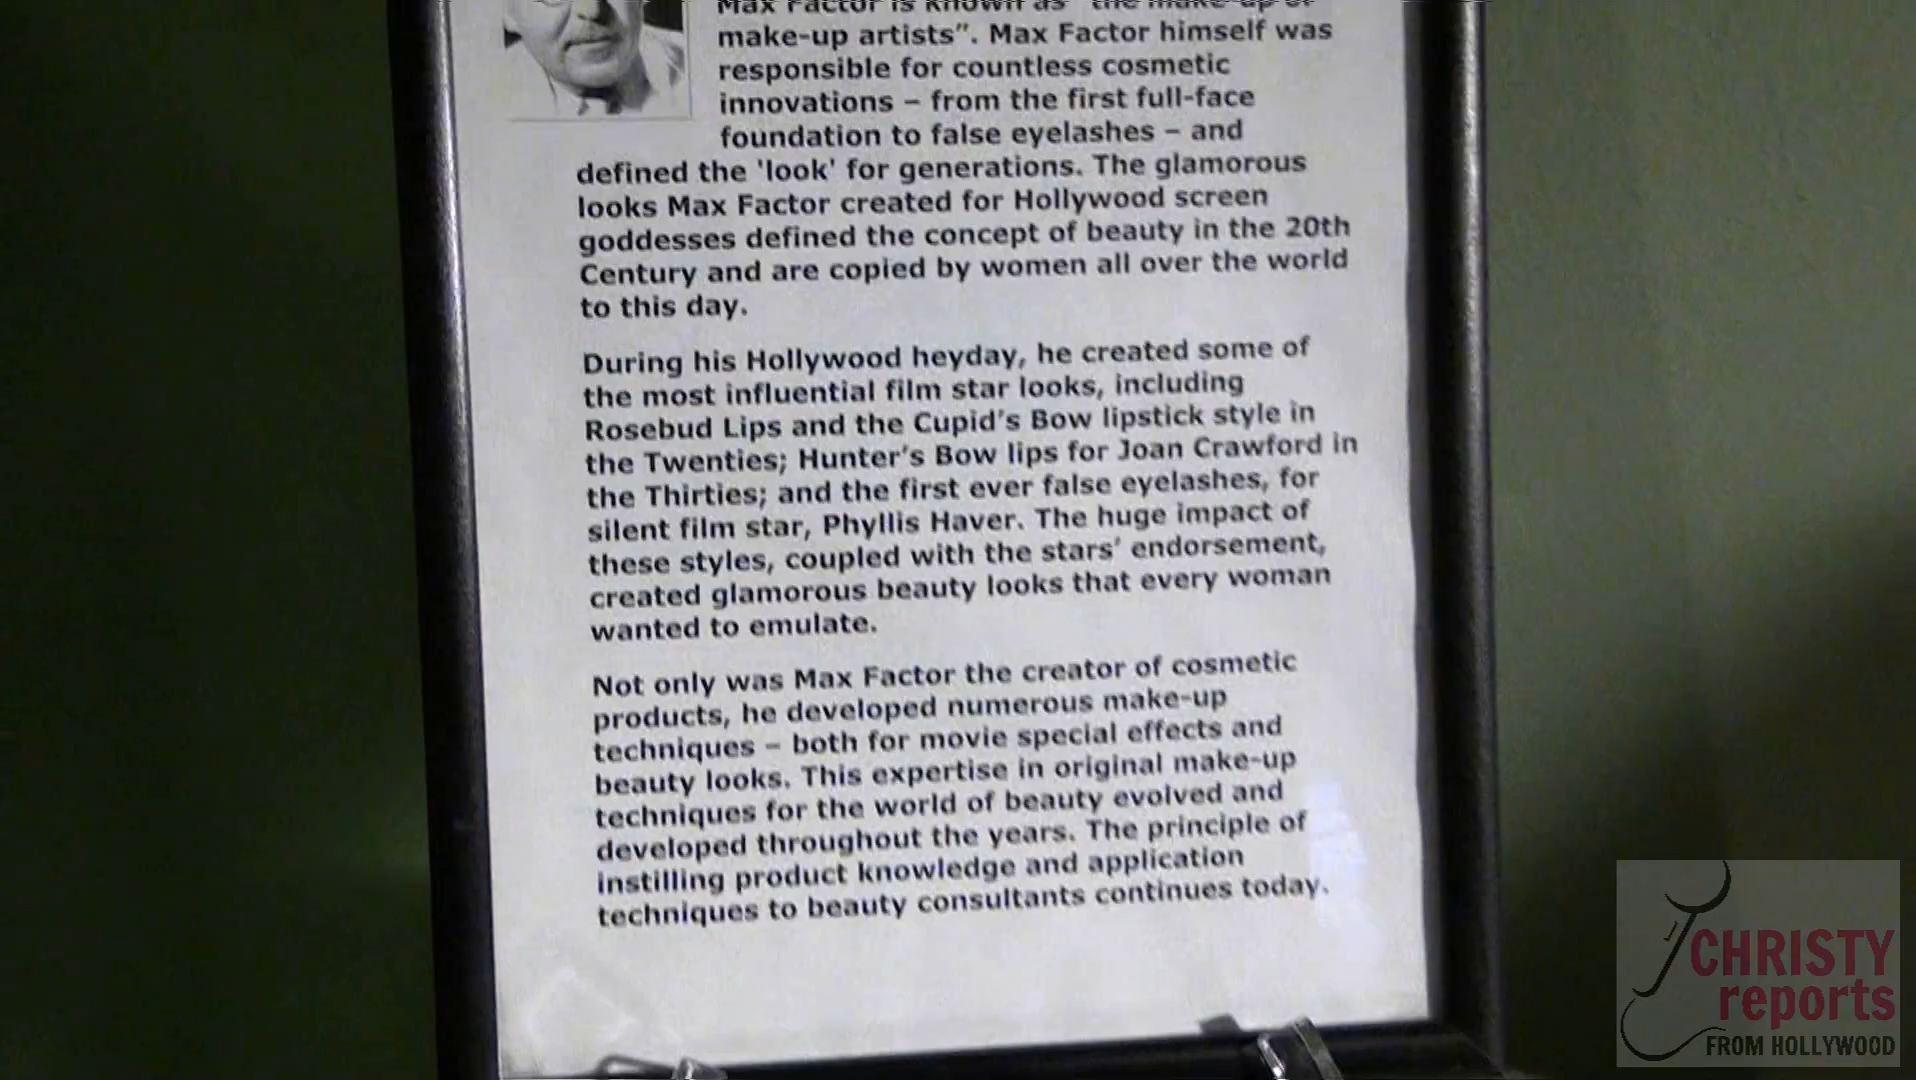 Max Factor is known as "the make-up of
make-up artists". Max Factor himself was
responsible for countless cosmetic
innovations – from the first full-face
foundation to false eyelashes – and
defined the 'look' for generations. The glamorous
looks Max Factor created for Hollywood screen
goddesses defined the concept of beauty in the 20th
Century and are copied by women all over the world
to this day.
During his Hollywood heyday, he created some of
the most influential film star looks, including
Rosebud Lips and the Cupid's Bow lipstick style in
the Twenties; Hunter's Bow lips for Joan Crawford in
the Thirties; and the first ever false eyelashes, for
silent film star, Phyllis Haver. The huge impact of
these styles, coupled with the stars' endorsement,
created glamorous beauty looks that every woman
wanted to emulate.
Not only was Max Factor the creator of cosmetic
products, he developed numerous make-up
techniques – both for movie special effects and
beauty looks. This expertise in original make-up
techniques for the world of beauty evolved and
developed throughout the years. The principle of
instilling product knowledge and application
techniques to beauty consultants continues today.
CHRISTY
reports
FROM HOLLYWOOD